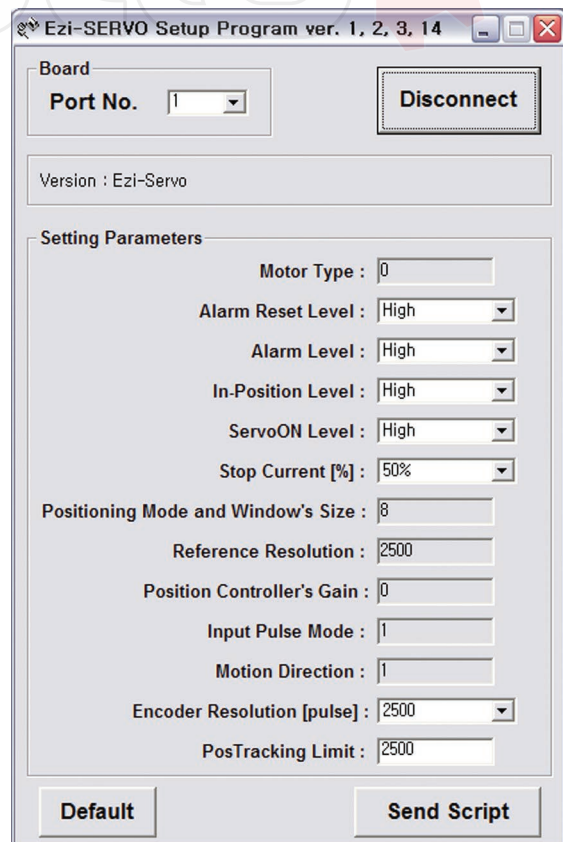 Ezi-SERVO Setup Program ver. 1, 2, 3, 14
Board
Port No. 1
Disconnect
Version : Ezi-Servo
Setting Parameters
Motor Type : 0
Alarm Reset Level : High
Alarm Level : High
In-Position Level : High
ServoON Level : High
Stop Current [%] : 50%
Positioning Mode and Window's Size : 8
Reference Resolution : 2500
Position Controller's Gain : 0
Input Pulse Mode : 1
Motion Direction : 1
Encoder Resolution [pulse] : 2500
PosTracking Limit : 2500
Default
Send Script